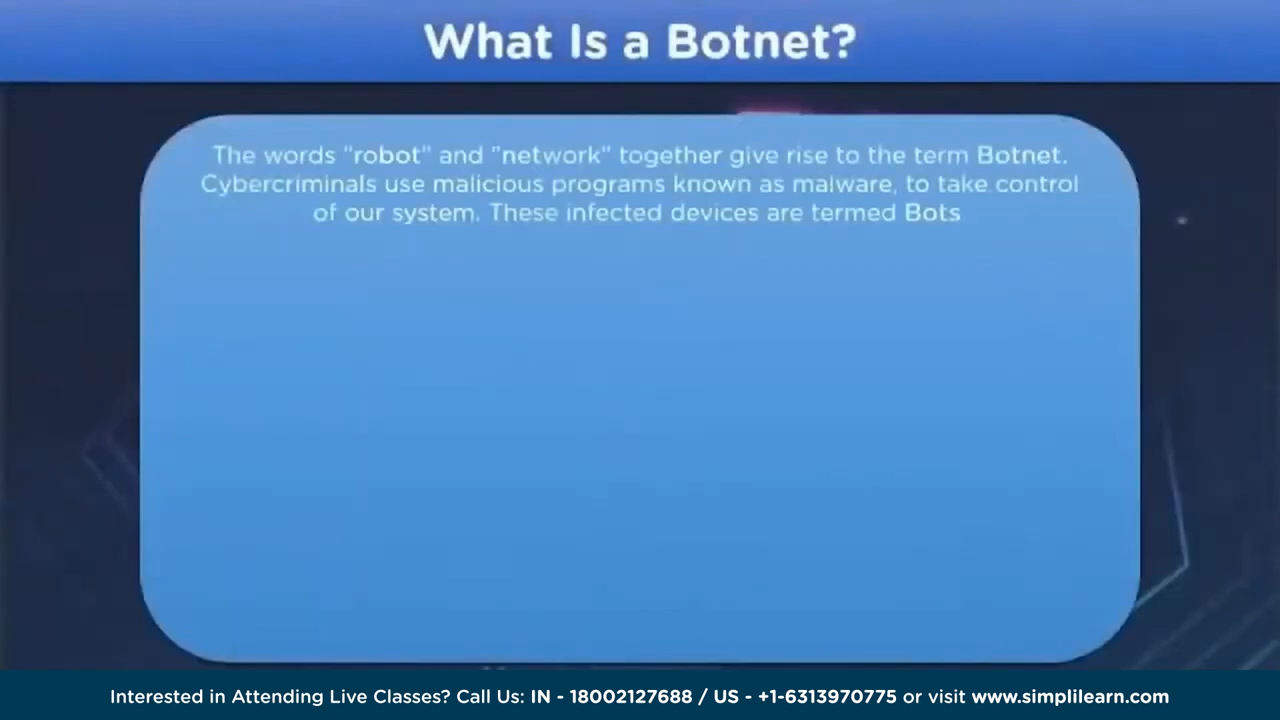 What Is a Botnet?
The words "robot" and "network" together give rise to the term Botnet.
Cybercriminals use malicious programs known as malware, to take control
of our system. These infected devices are termed Bots
Interested in Attending Live Classes? Call Us: IN - 18002127688 / US - +1-6313970775 or visit www.simplilearn.com